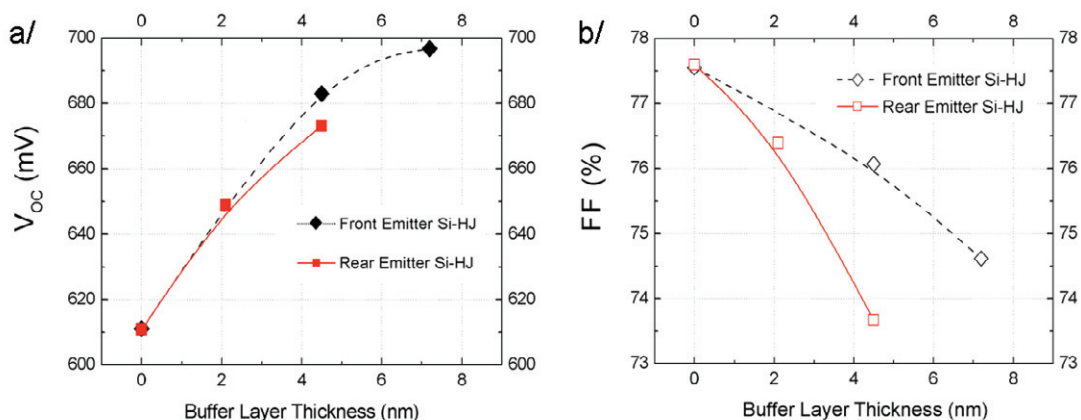 a/
0 2 4 6 8
700 700
680 680
660 660
640 640
620 620
610 610
600 600
V_OC (mV)
Front Emitter Si-HJ
Rear Emitter Si-HJ
0 2 4 6 8
Buffer Layer Thickness (nm)
b/
0 2 4 6 8
78 78
77 77
76 76
75 75
74 74
73 73
FF (%)
Front Emitter Si-HJ
Rear Emitter Si-HJ
0 2 4 6 8
Buffer Layer Thickness (nm)